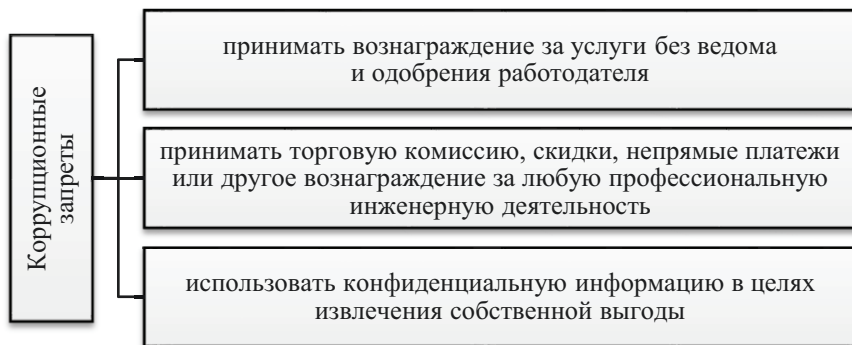 Коррупционные
запреты
принимать вознаграждение за услуги без ведома
и одобрения работодателя
принимать торговую комиссию, скидки, непрямые платежи
или другое вознаграждение за любую профессиональную
инженерную деятельность
использовать конфиденциальную информацию в целях
извлечения собственной выгоды